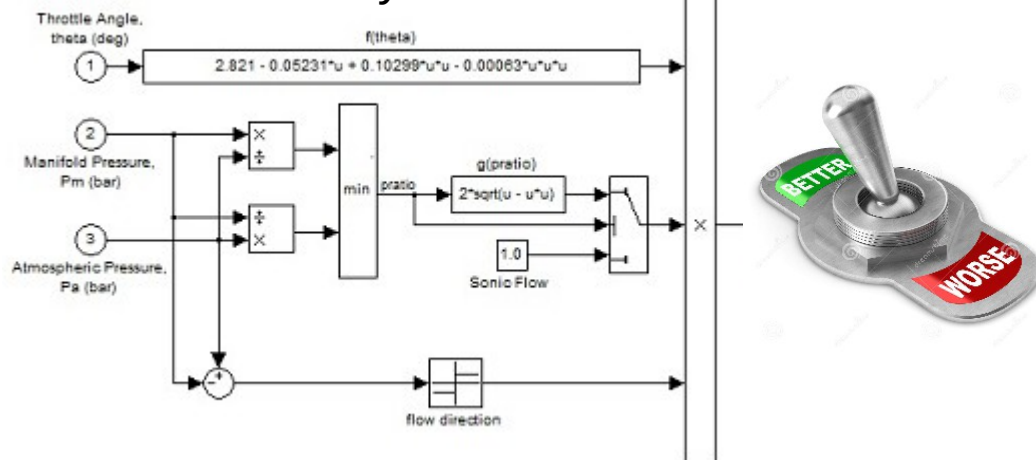 Throttle Angle,
theta (deg)
1
f(theta)
2.821 - 0.05231*u + 0.10299*u*u - 0.00063*u*u*u
2
Manifold Pressure,
Pm (bar)
×
÷
÷
×
3
Atmospheric Pressure,
Pa (bar)
min
pratio
g(pratio)
2*sqrt(u - u*u)
1.0
Sonic Flow
×
-
+
flow direction
BETTER
WORSE